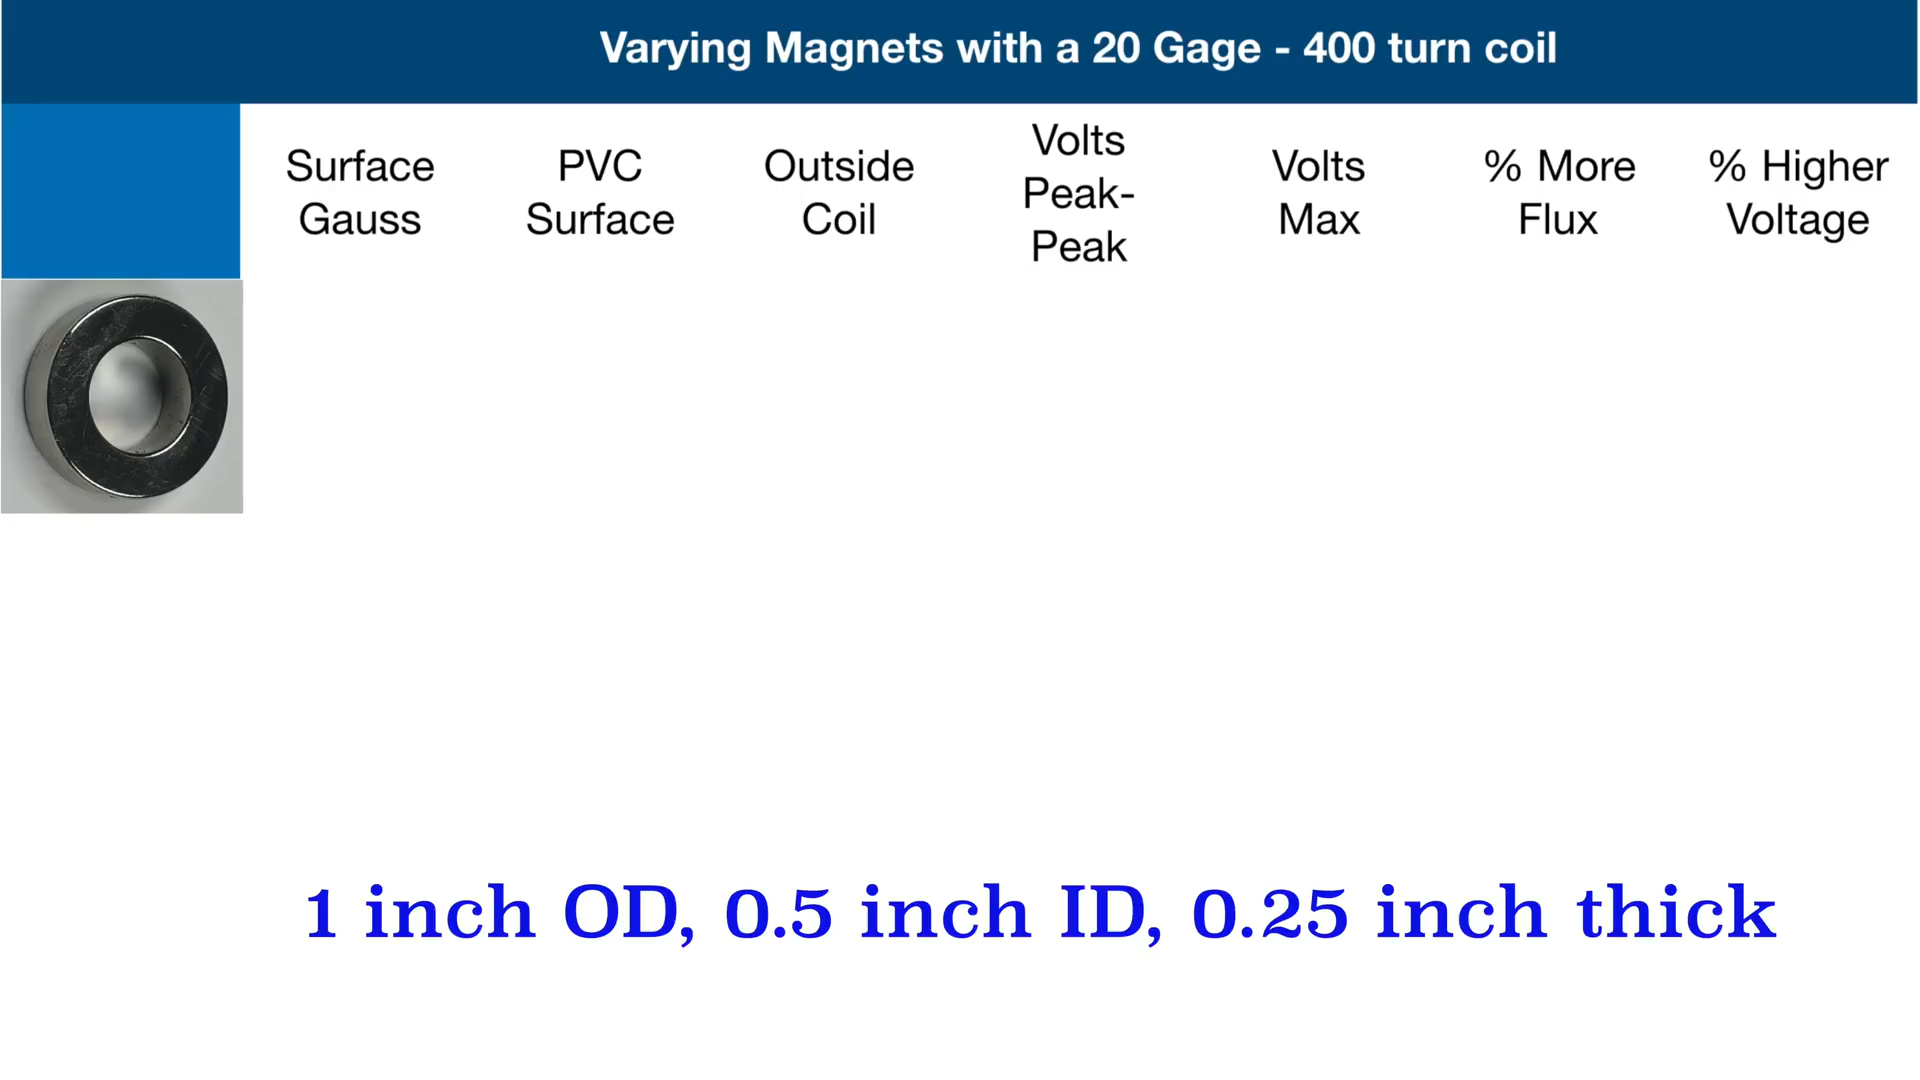 Varying Magnets with a 20 Gage - 400 turn coil
Surface Gauss
PVC Surface
Outside Coil
Volts Peak-Peak
Volts Max
% More Flux
% Higher Voltage
1 inch OD, 0.5 inch ID, 0.25 inch thick